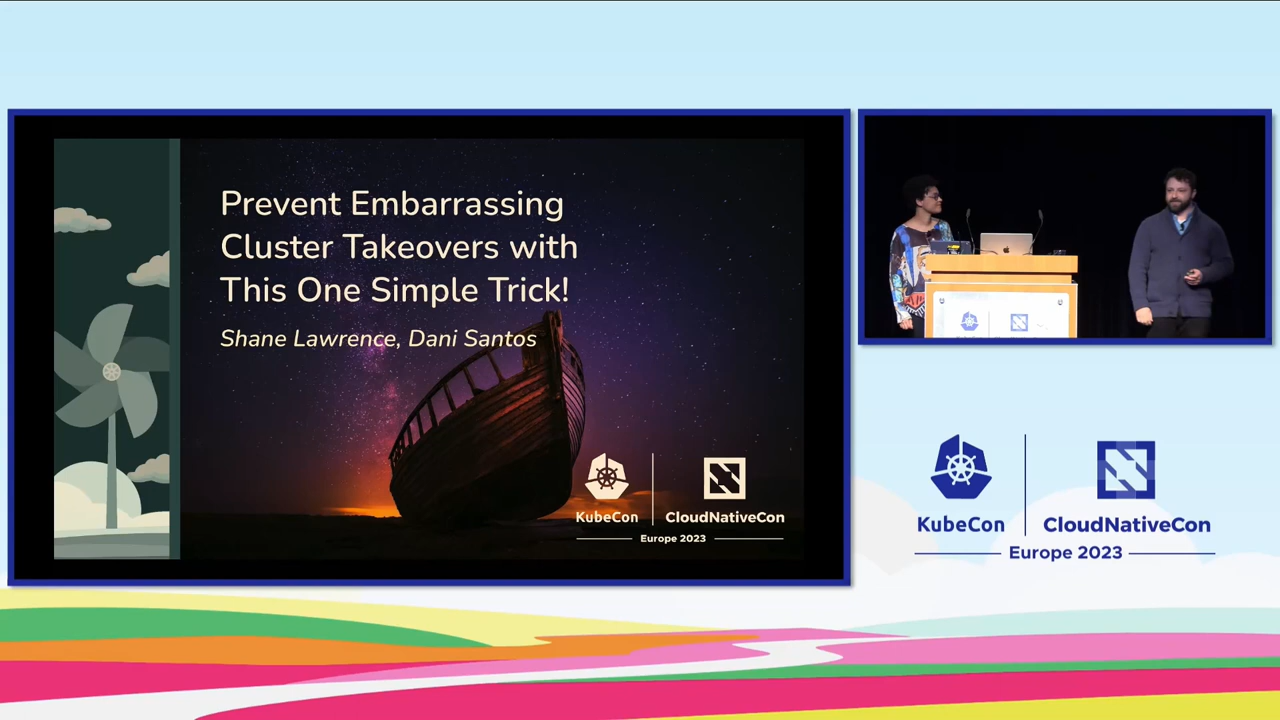 Prevent Embarrassing
Cluster Takeovers with
This One Simple Trick!
Shane Lawrence, Dani Santos
KubeCon
CloudNativeCon
Europe 2023
KubeCon
CloudNativeCon
Europe 2023